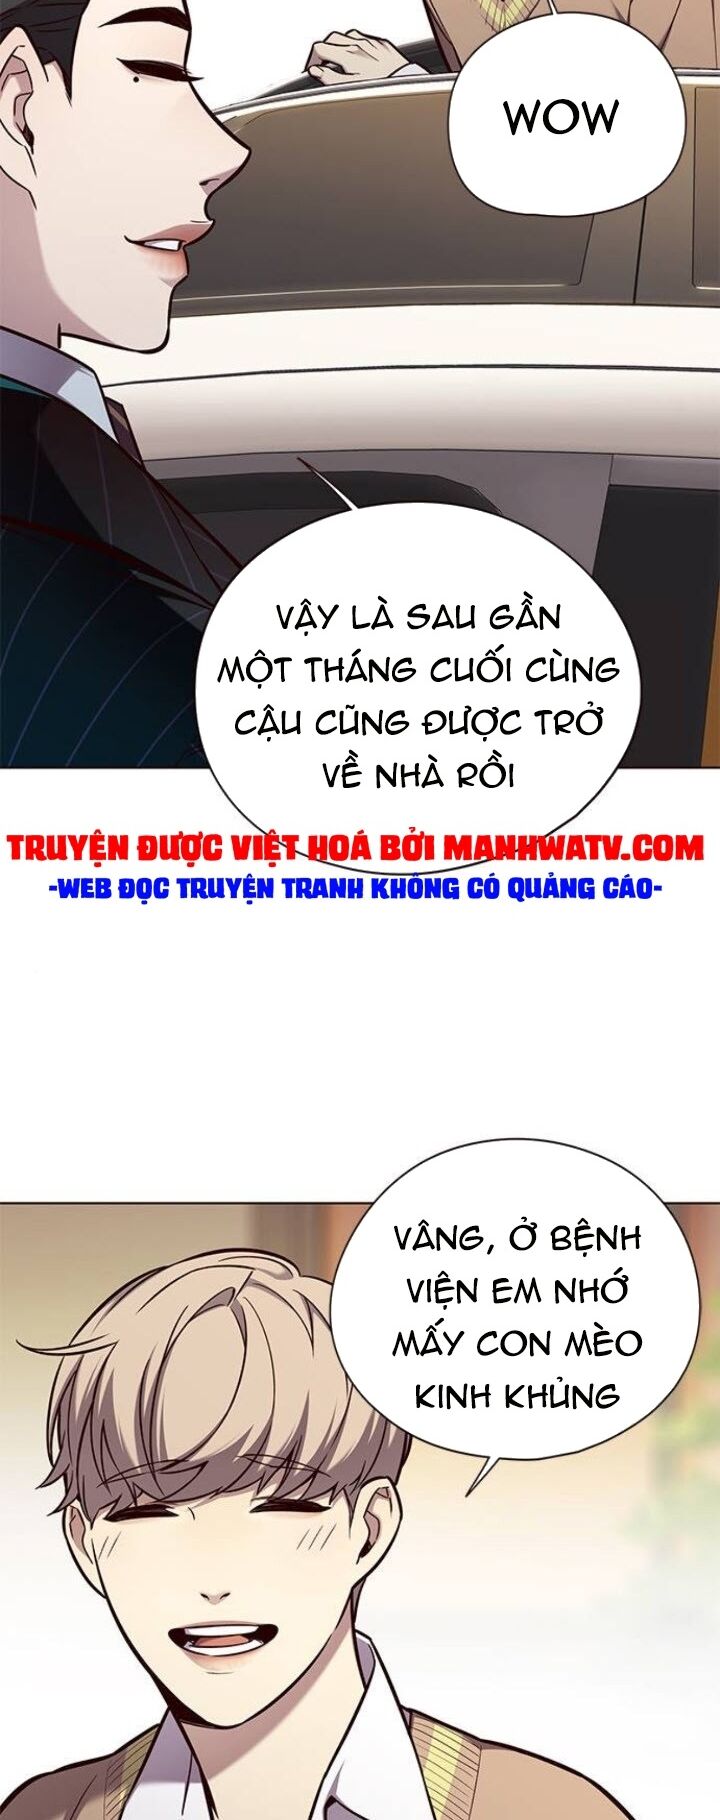 WOW
VẬY LÀ SAU GẦN
MỘT THÁNG CUỐI CÙNG
CẬU CŨNG ĐƯỢC TRỞ
VỀ NHÀ RỒI
TRUYỆN ĐƯỢC VIỆT HOÁ BỞI MANHWATV.COM
-WEB ĐỌC TRUYỆN TRANH KHÔNG CÓ QUẢNG CÁO-
VÂNG, Ở BỆNH
VIỆN EM NHỚ
MẤY CON MÈO
KINH KHỦNG